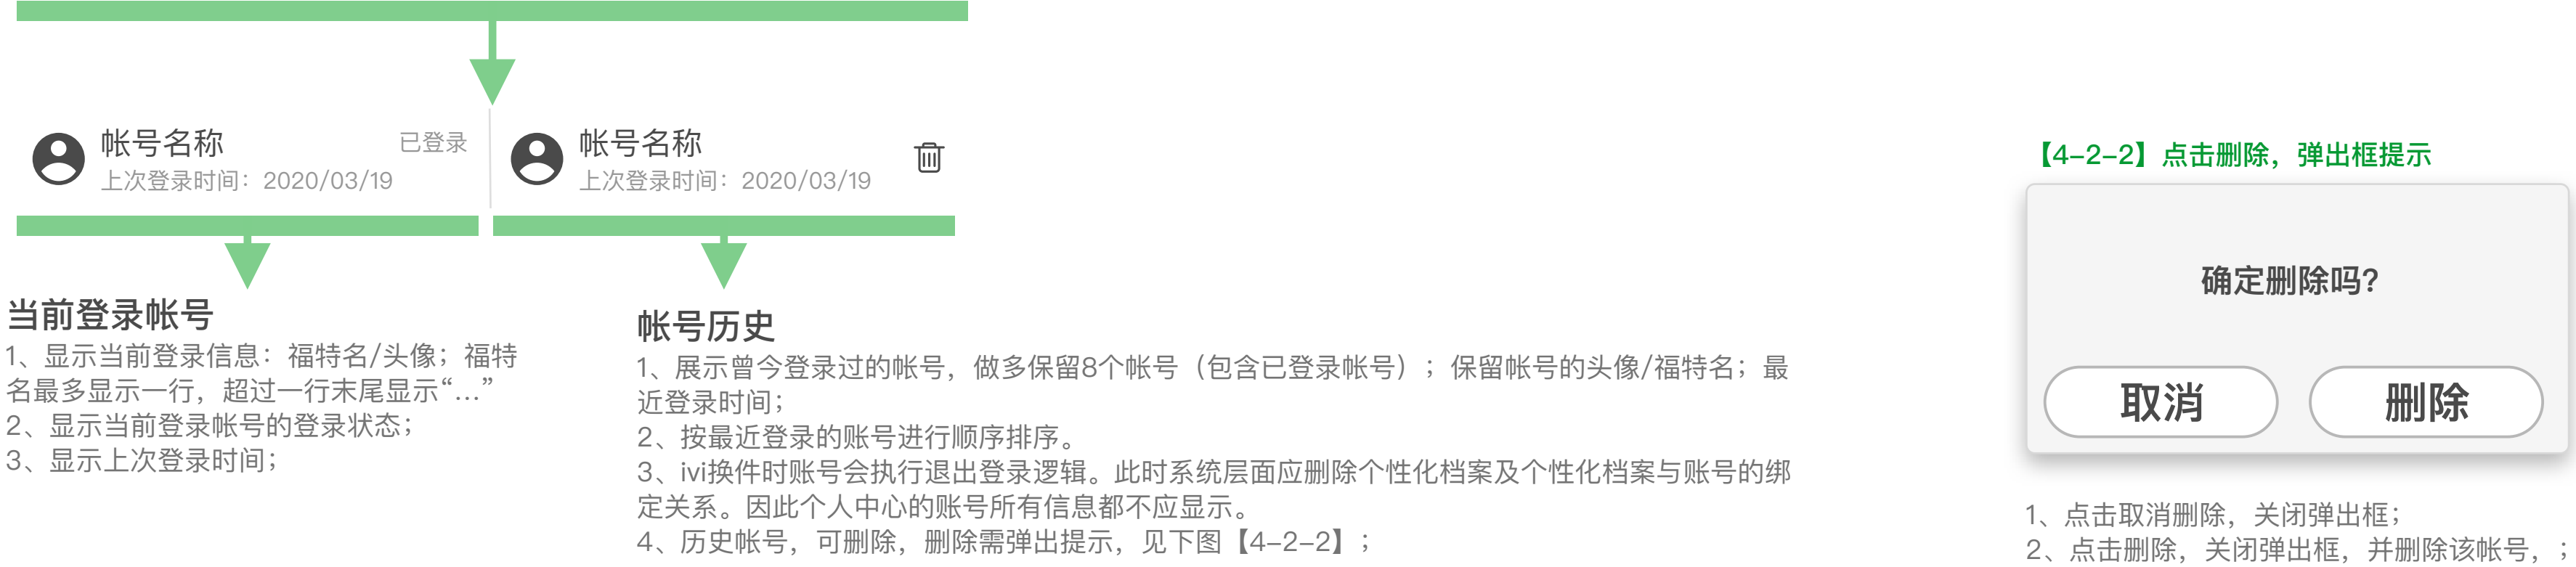 帐号名称
已登录
上次登录时间：2020/03/19
帐号名称
上次登录时间：2020/03/19
当前登录帐号
1、显示当前登录信息：福特名/头像；福特
名最多显示一行，超过一行末尾显示“...”
2、显示当前登录帐号的登录状态；
3、显示上次登录时间；
帐号历史
1、展示曾今登录过的帐号，做多保留8个帐号（包含已登录帐号）；保留帐号的头像/福特名；最
近登录时间；
2、按最近登录的账号进行顺序排序。
3、ivi换件时账号会执行退出登录逻辑。此时系统层面应删除个性化档案及个性化档案与账号的绑
定关系。因此个人中心的账号所有信息都不应显示。
4、历史帐号，可删除，删除需弹出提示，见下图【4-2-2】；
【4-2-2】点击删除，弹出框提示
确定删除吗?
取消
删除
1、点击取消删除，关闭弹出框；
2、点击删除，关闭弹出框，并删除该帐号，；